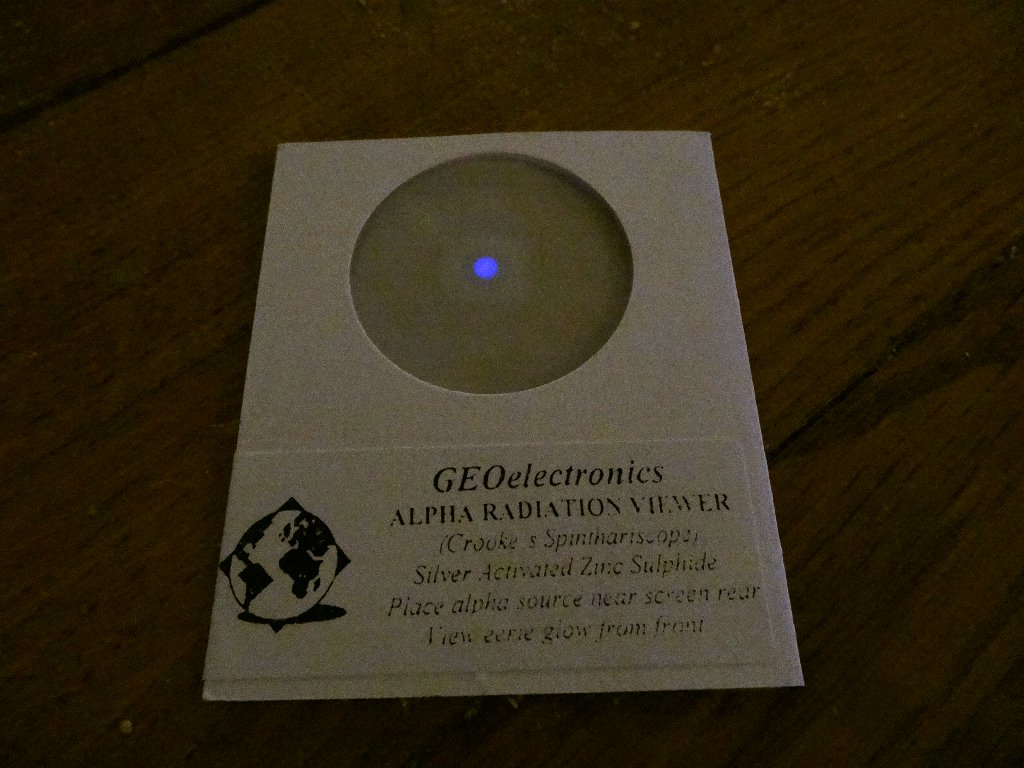 GEOelectronics
ALPHA RADIATION VIEWER
(Crooke's Spinthariscope)
Silver Activated Zinc Sulphide
Place alpha source near screen rear
View eerie glow from front